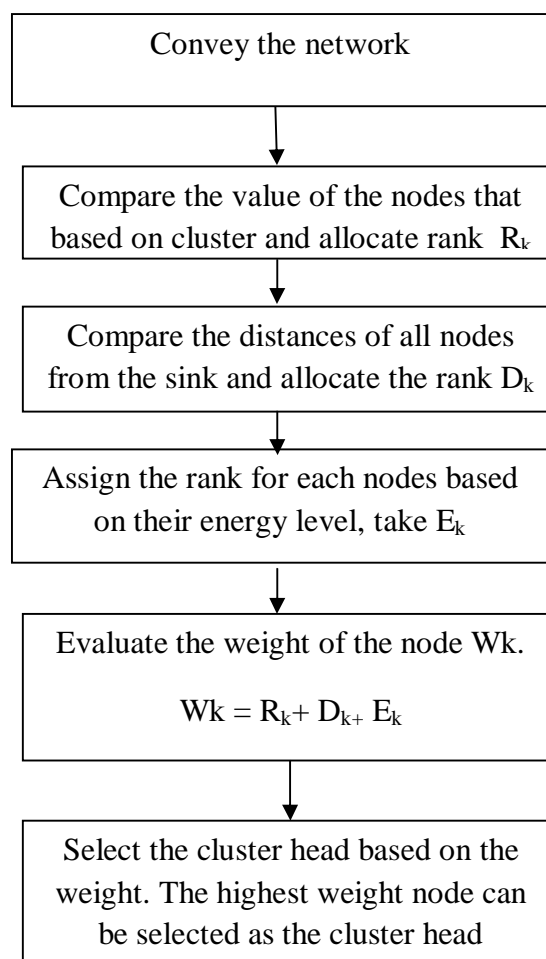 Convey the network
Compare the value of the nodes that
based on cluster and allocate rank Rₖ
Compare the distances of all nodes
from the sink and allocate the rank Dₖ
Assign the rank for each nodes based
on their energy level, take Eₖ
Evaluate the weight of the node Wk.
Wk = Rₖ+ Dₖ₊ Eₖ
Select the cluster head based on the
weight. The highest weight node can
be selected as the cluster head